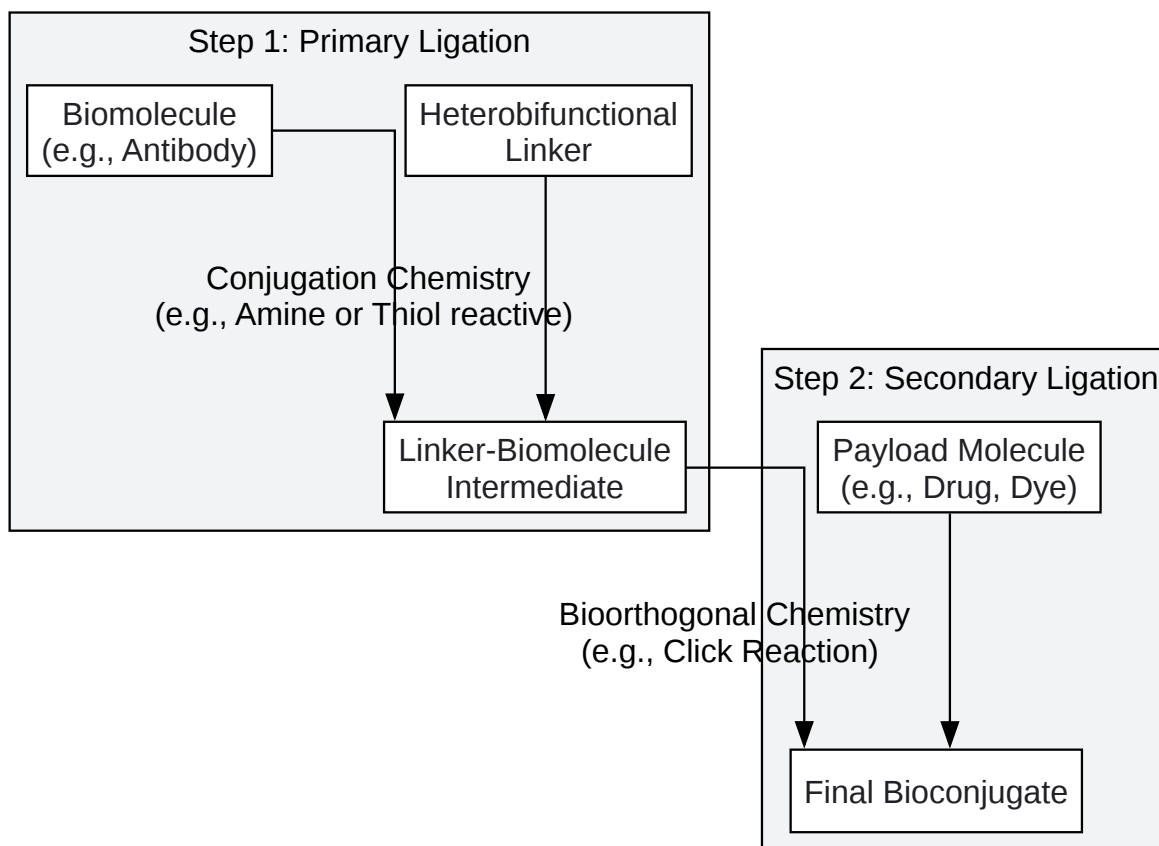 Step 1: Primary Ligation
Biomolecule
(e.g., Antibody)
Heterobifunctional
Linker
Conjugation Chemistry
(e.g., Amine or Thiol reactive)
Linker-Biomolecule
Intermediate
Step 2: Secondary Ligation
Payload Molecule
(e.g., Drug, Dye)
Bioorthogonal Chemistry
(e.g., Click Reaction)
Final Bioconjugate